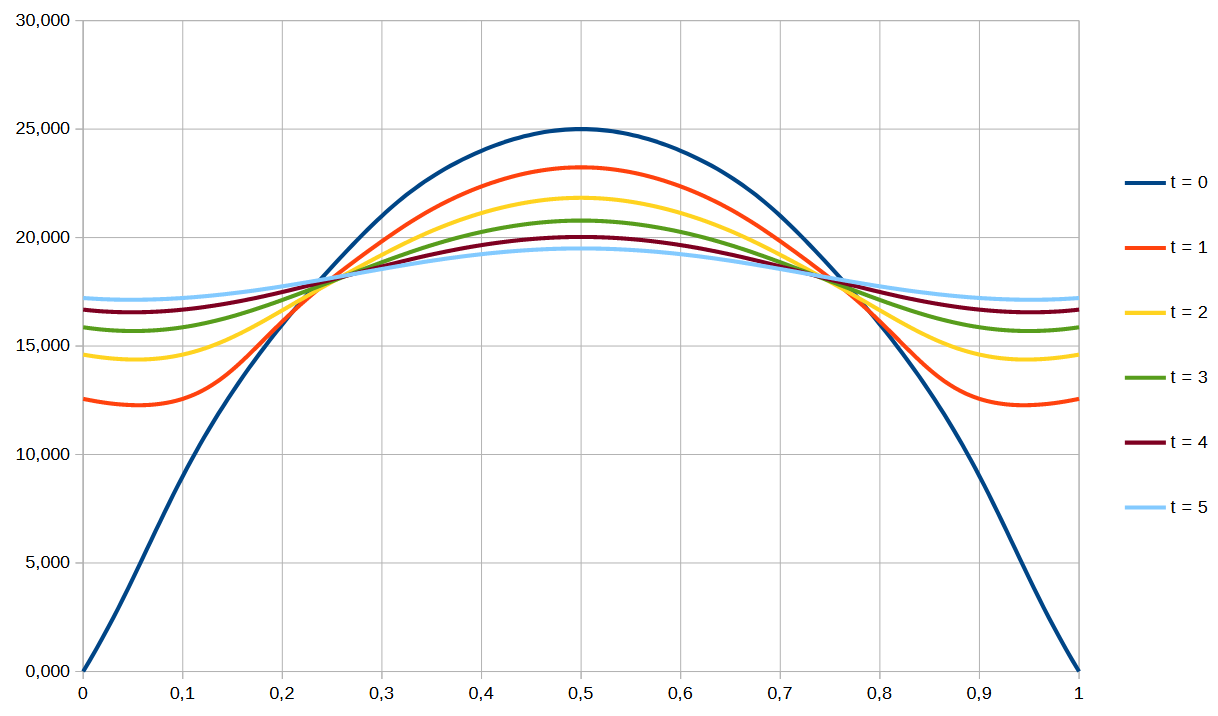 30,000
25,000
20,000
15,000
10,000
5,000
0,000
0 0,1 0,2 0,3 0,4 0,5 0,6 0,7 0,8 0,9 1
t = 0
t = 1
t = 2
t = 3
t = 4
t = 5